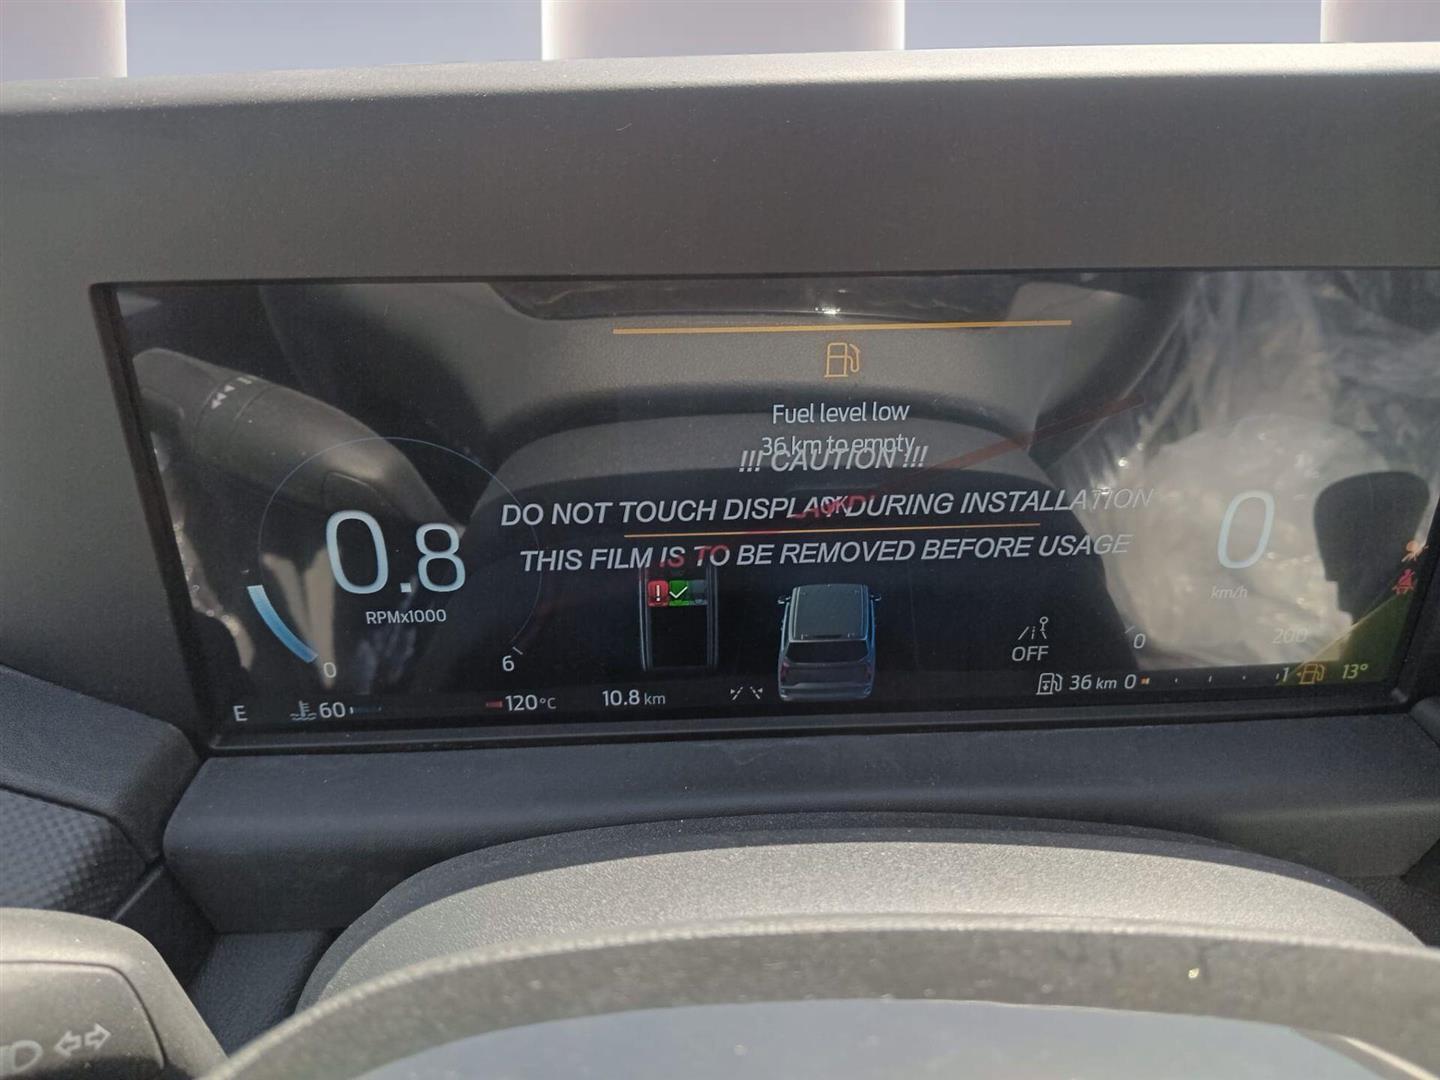 Fuel level low
36 km to empty
!!! CAUTION !!!
DO NOT TOUCH DISPLAY DURING INSTALLATION
OK
THIS FILM IS TO BE REMOVED BEFORE USAGE
0.8
RPMx1000
0
6
0
km/h
0
200
OFF
E
60
120°C
10.8 km
36 km
0
1
13°